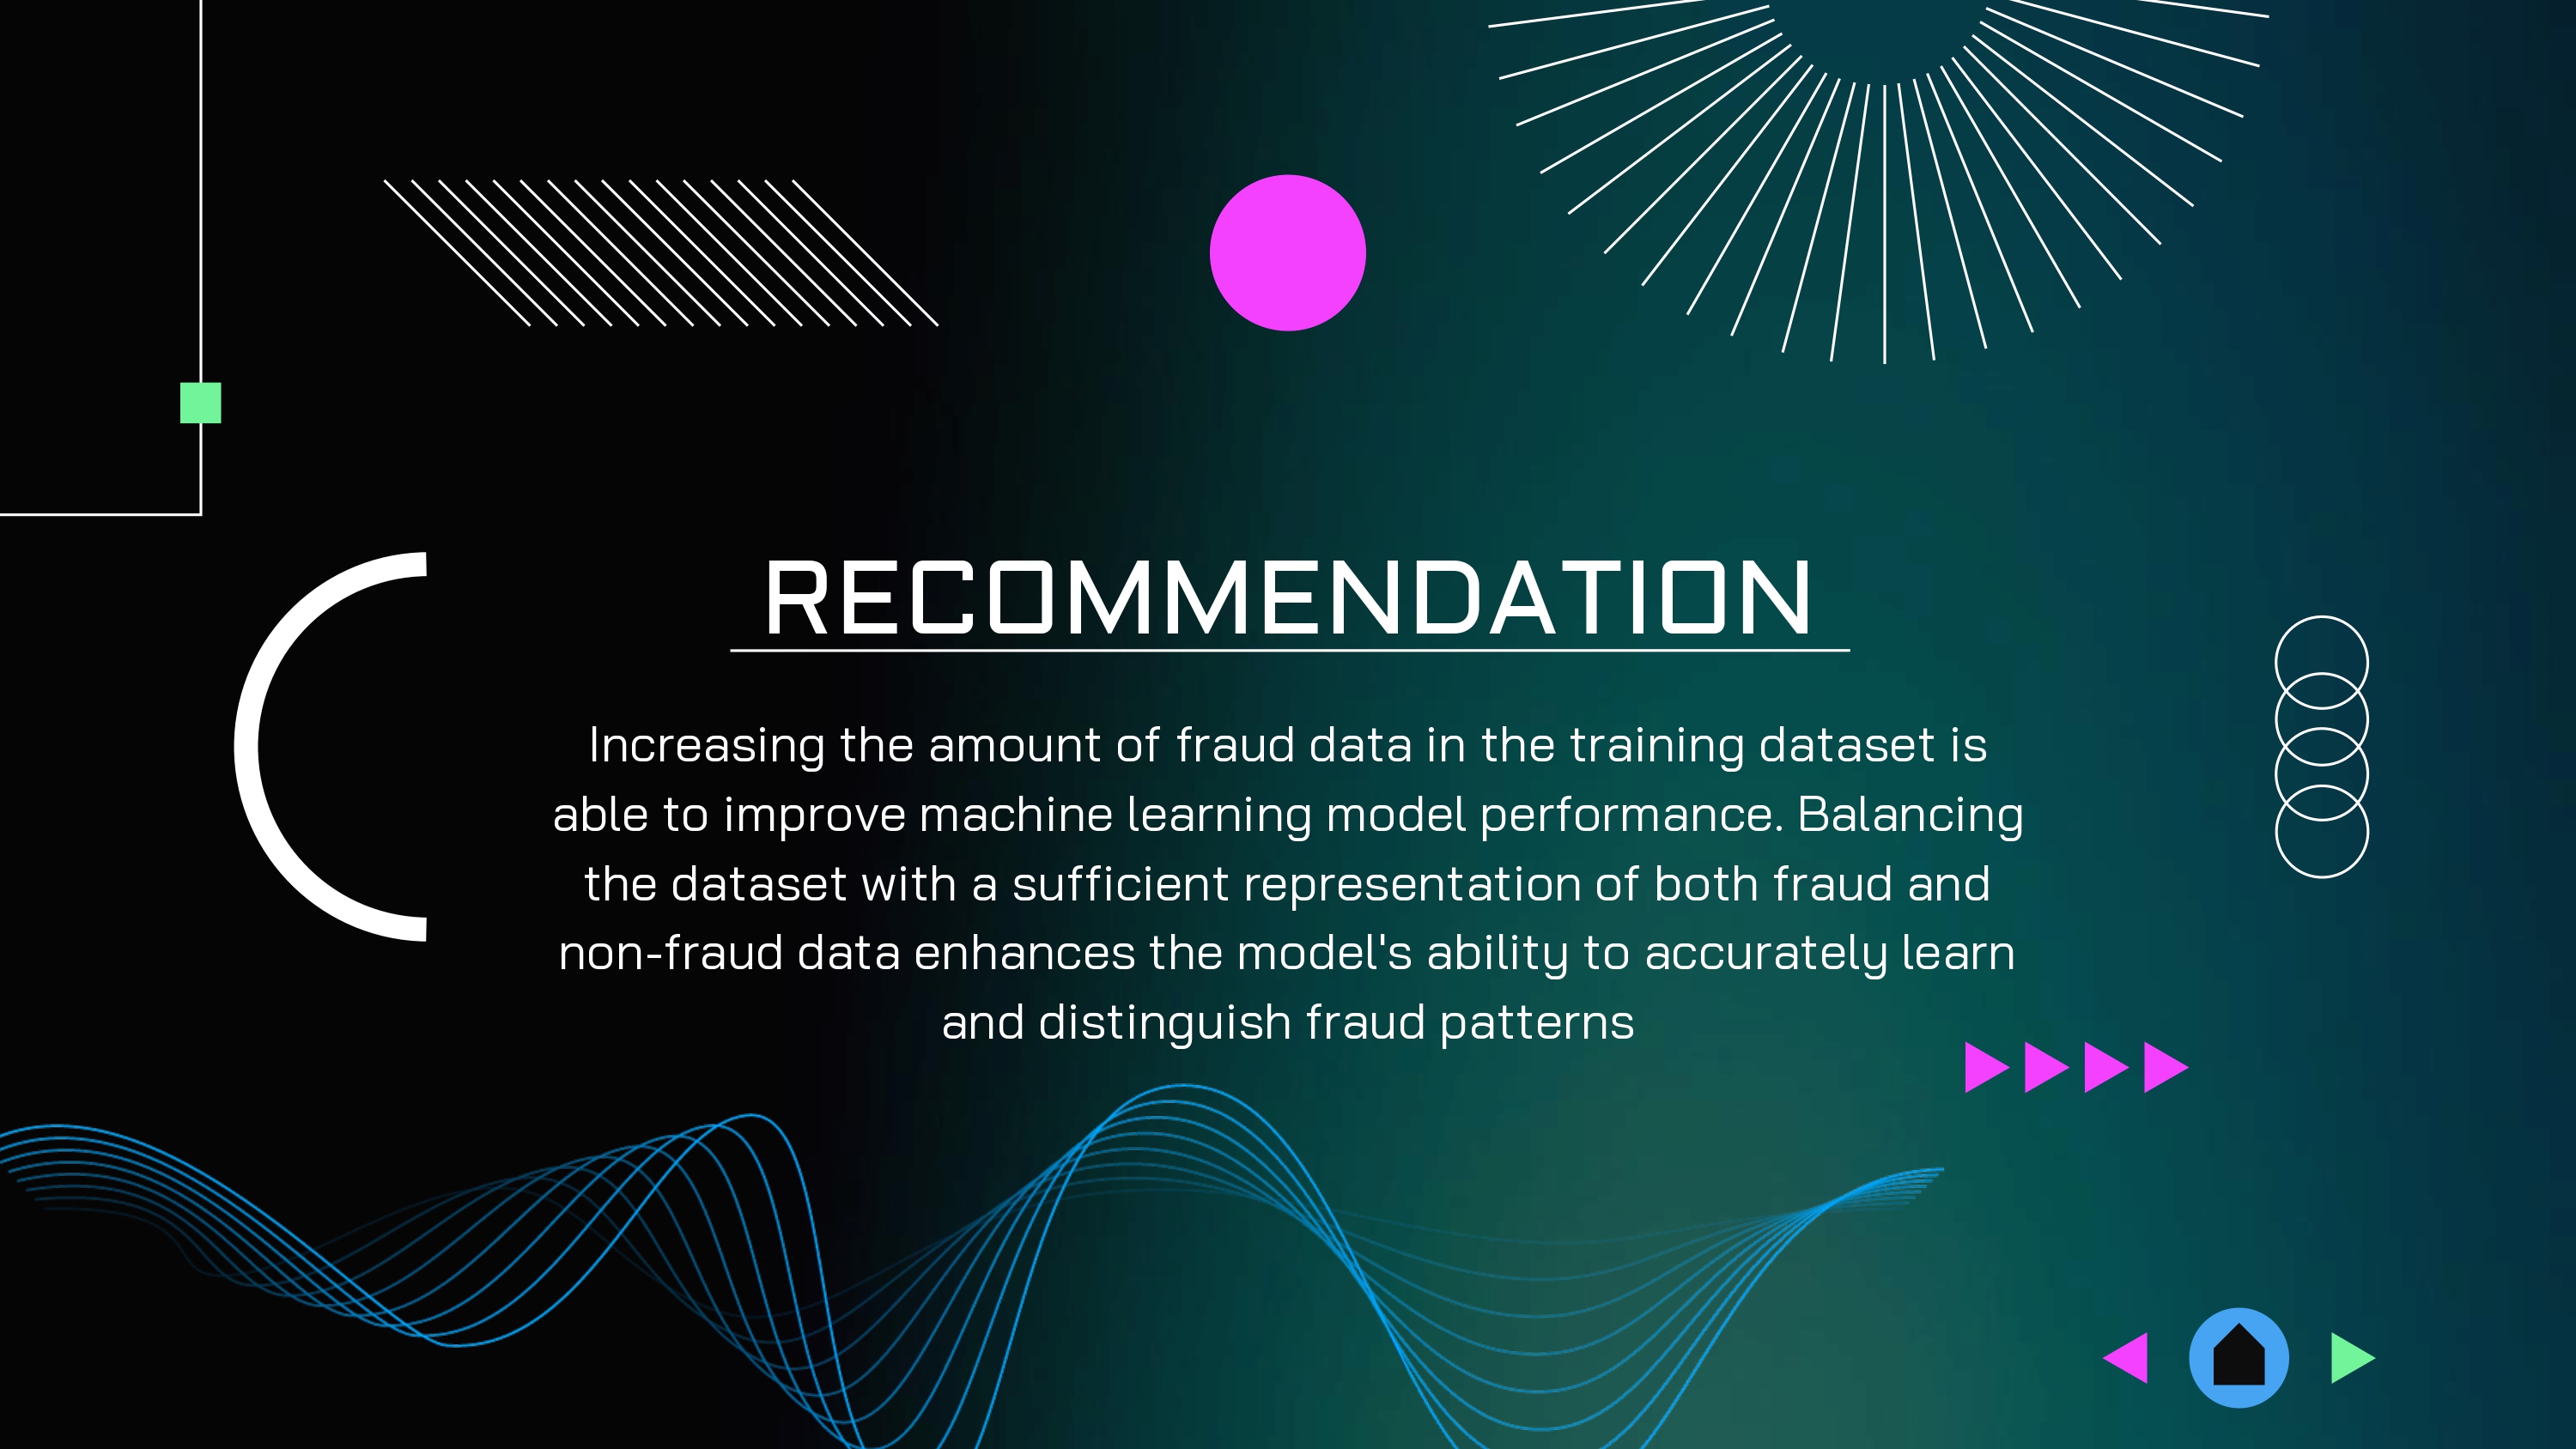 RECOMMENDATION
Increasing the amount of fraud data in the training dataset is
able to improve machine learning model performance. Balancing
the dataset with a sufficient representation of both fraud and
non-fraud data enhances the model's ability to accurately learn
and distinguish fraud patterns